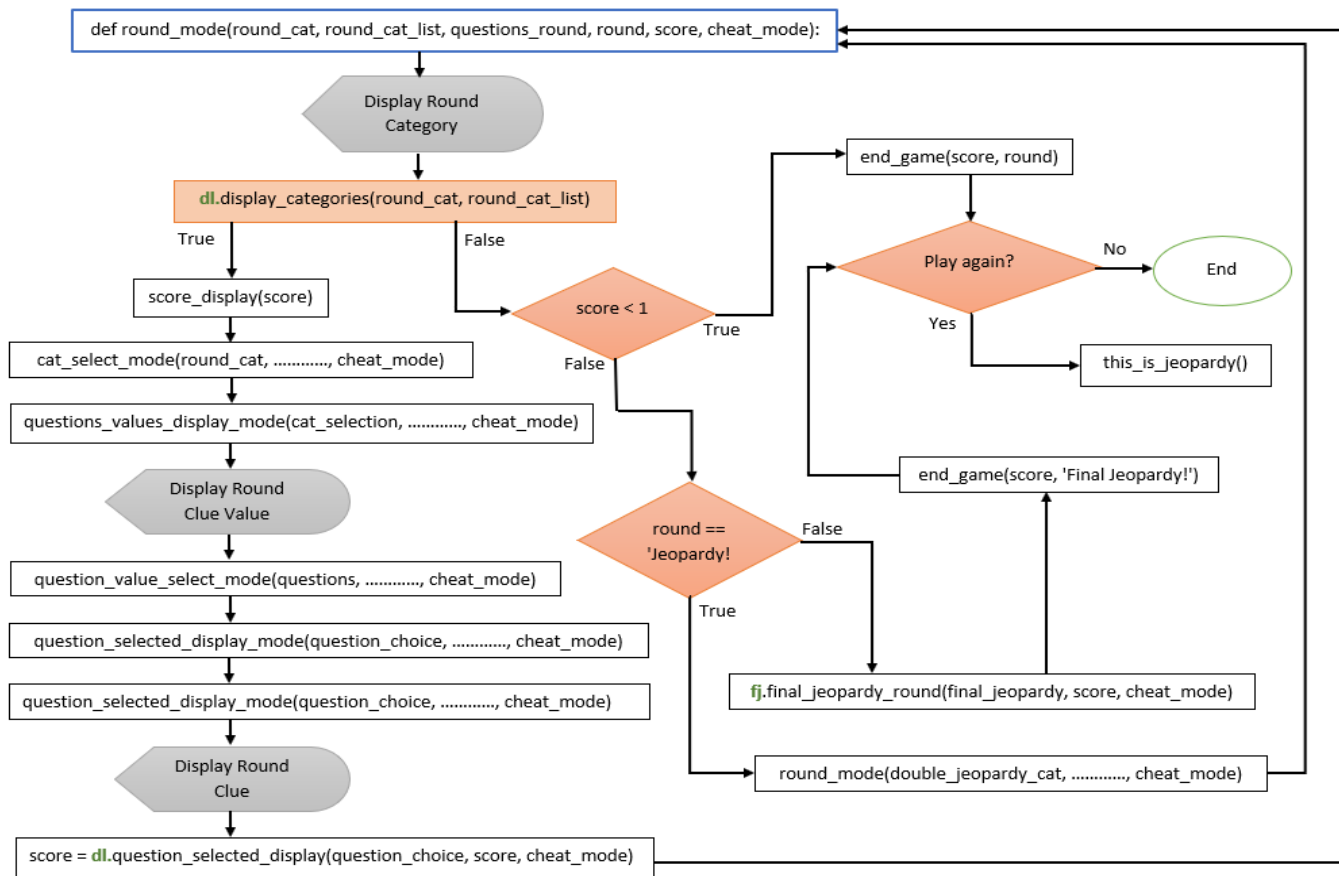 def round_mode(round_cat, round_cat_list, questions_round, round, score, cheat_mode):
Display Round
Category
dl.display_categories(round_cat, round_cat_list)
True
False
score_display(score)
cat_select_mode(round_cat, ............, cheat_mode)
questions_values_display_mode(cat_selection, ............, cheat_mode)
Display Round
Clue Value
question_value_select_mode(questions, ............, cheat_mode)
question_selected_display_mode(question_choice, ............, cheat_mode)
question_selected_display_mode(question_choice, ............, cheat_mode)
Display Round
Clue
score = dl.question_selected_display(question_choice, score, cheat_mode)
score < 1
True
False
end_game(score, round)
Play again?
No
End
Yes
this_is_jeopardy()
end_game(score, 'Final Jeopardy!')
round ==
'Jeopardy!
False
True
fj.final_jeopardy_round(final_jeopardy, score, cheat_mode)
round_mode(double_jeopardy_cat, ............, cheat_mode)